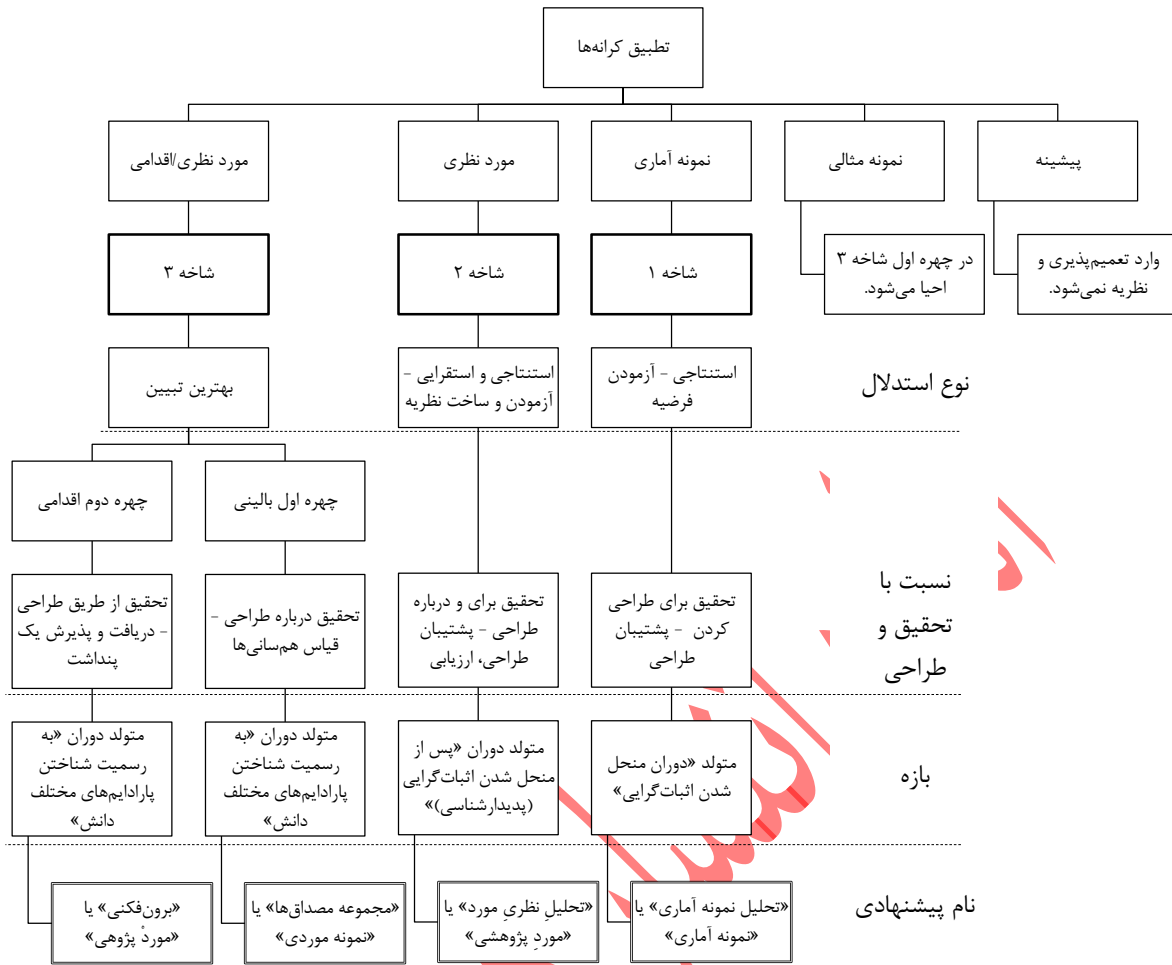 تطبیق کرانه‌ها
پیشینه
نمونه مثالی
نمونه آماری
مورد نظری
مورد نظری/اقدامی
وارد تعمیم‌پذیری و
نظریه نمی‌شود.
در چهره اول شاخه ۳
احیا می‌شود.
شاخه ۱
شاخه ۲
شاخه ۳
نوع استدلال
استنتاجی - آزمودن
فرضیه
استنتاجی و استقرایی -
آزمودن و ساخت نظریه
بهترین تبیین
چهره اول بالینی
چهره دوم اقدامی
نسبت با
تحقیق و
طراحی
تحقیق برای طراحی
کردن - پشتیبان
طراحی
تحقیق برای و درباره
طراحی - پشتیبان
طراحی، ارزیابی
تحقیق درباره طراحی -
قیاس هم‌سانی‌ها
تحقیق از طریق طراحی
- دریافت و پذیرش یک
پنداشت
بازه
متولد «دوران منحل
شدن اثبات‌گرایی»
متولد دوران «پس از
منحل شدن اثبات‌گرایی
(پدیدارشناسی)»
متولد دوران «به
رسمیت شناختن
پارادایم‌های مختلف
دانش»
متولد دوران «به
رسمیت شناختن
پارادایم‌های مختلف
دانش»
نام پیشنهادی
«تحلیل نمونه آماری» یا
«نمونه آماری»
«تحلیلِ نظریِ مورد» یا
«موردِ پژوهشی»
«مجموعه مصداق‌ها» یا
«نمونه موردی»
«برون‌فکنی» یا
«موردْ پژوهی»